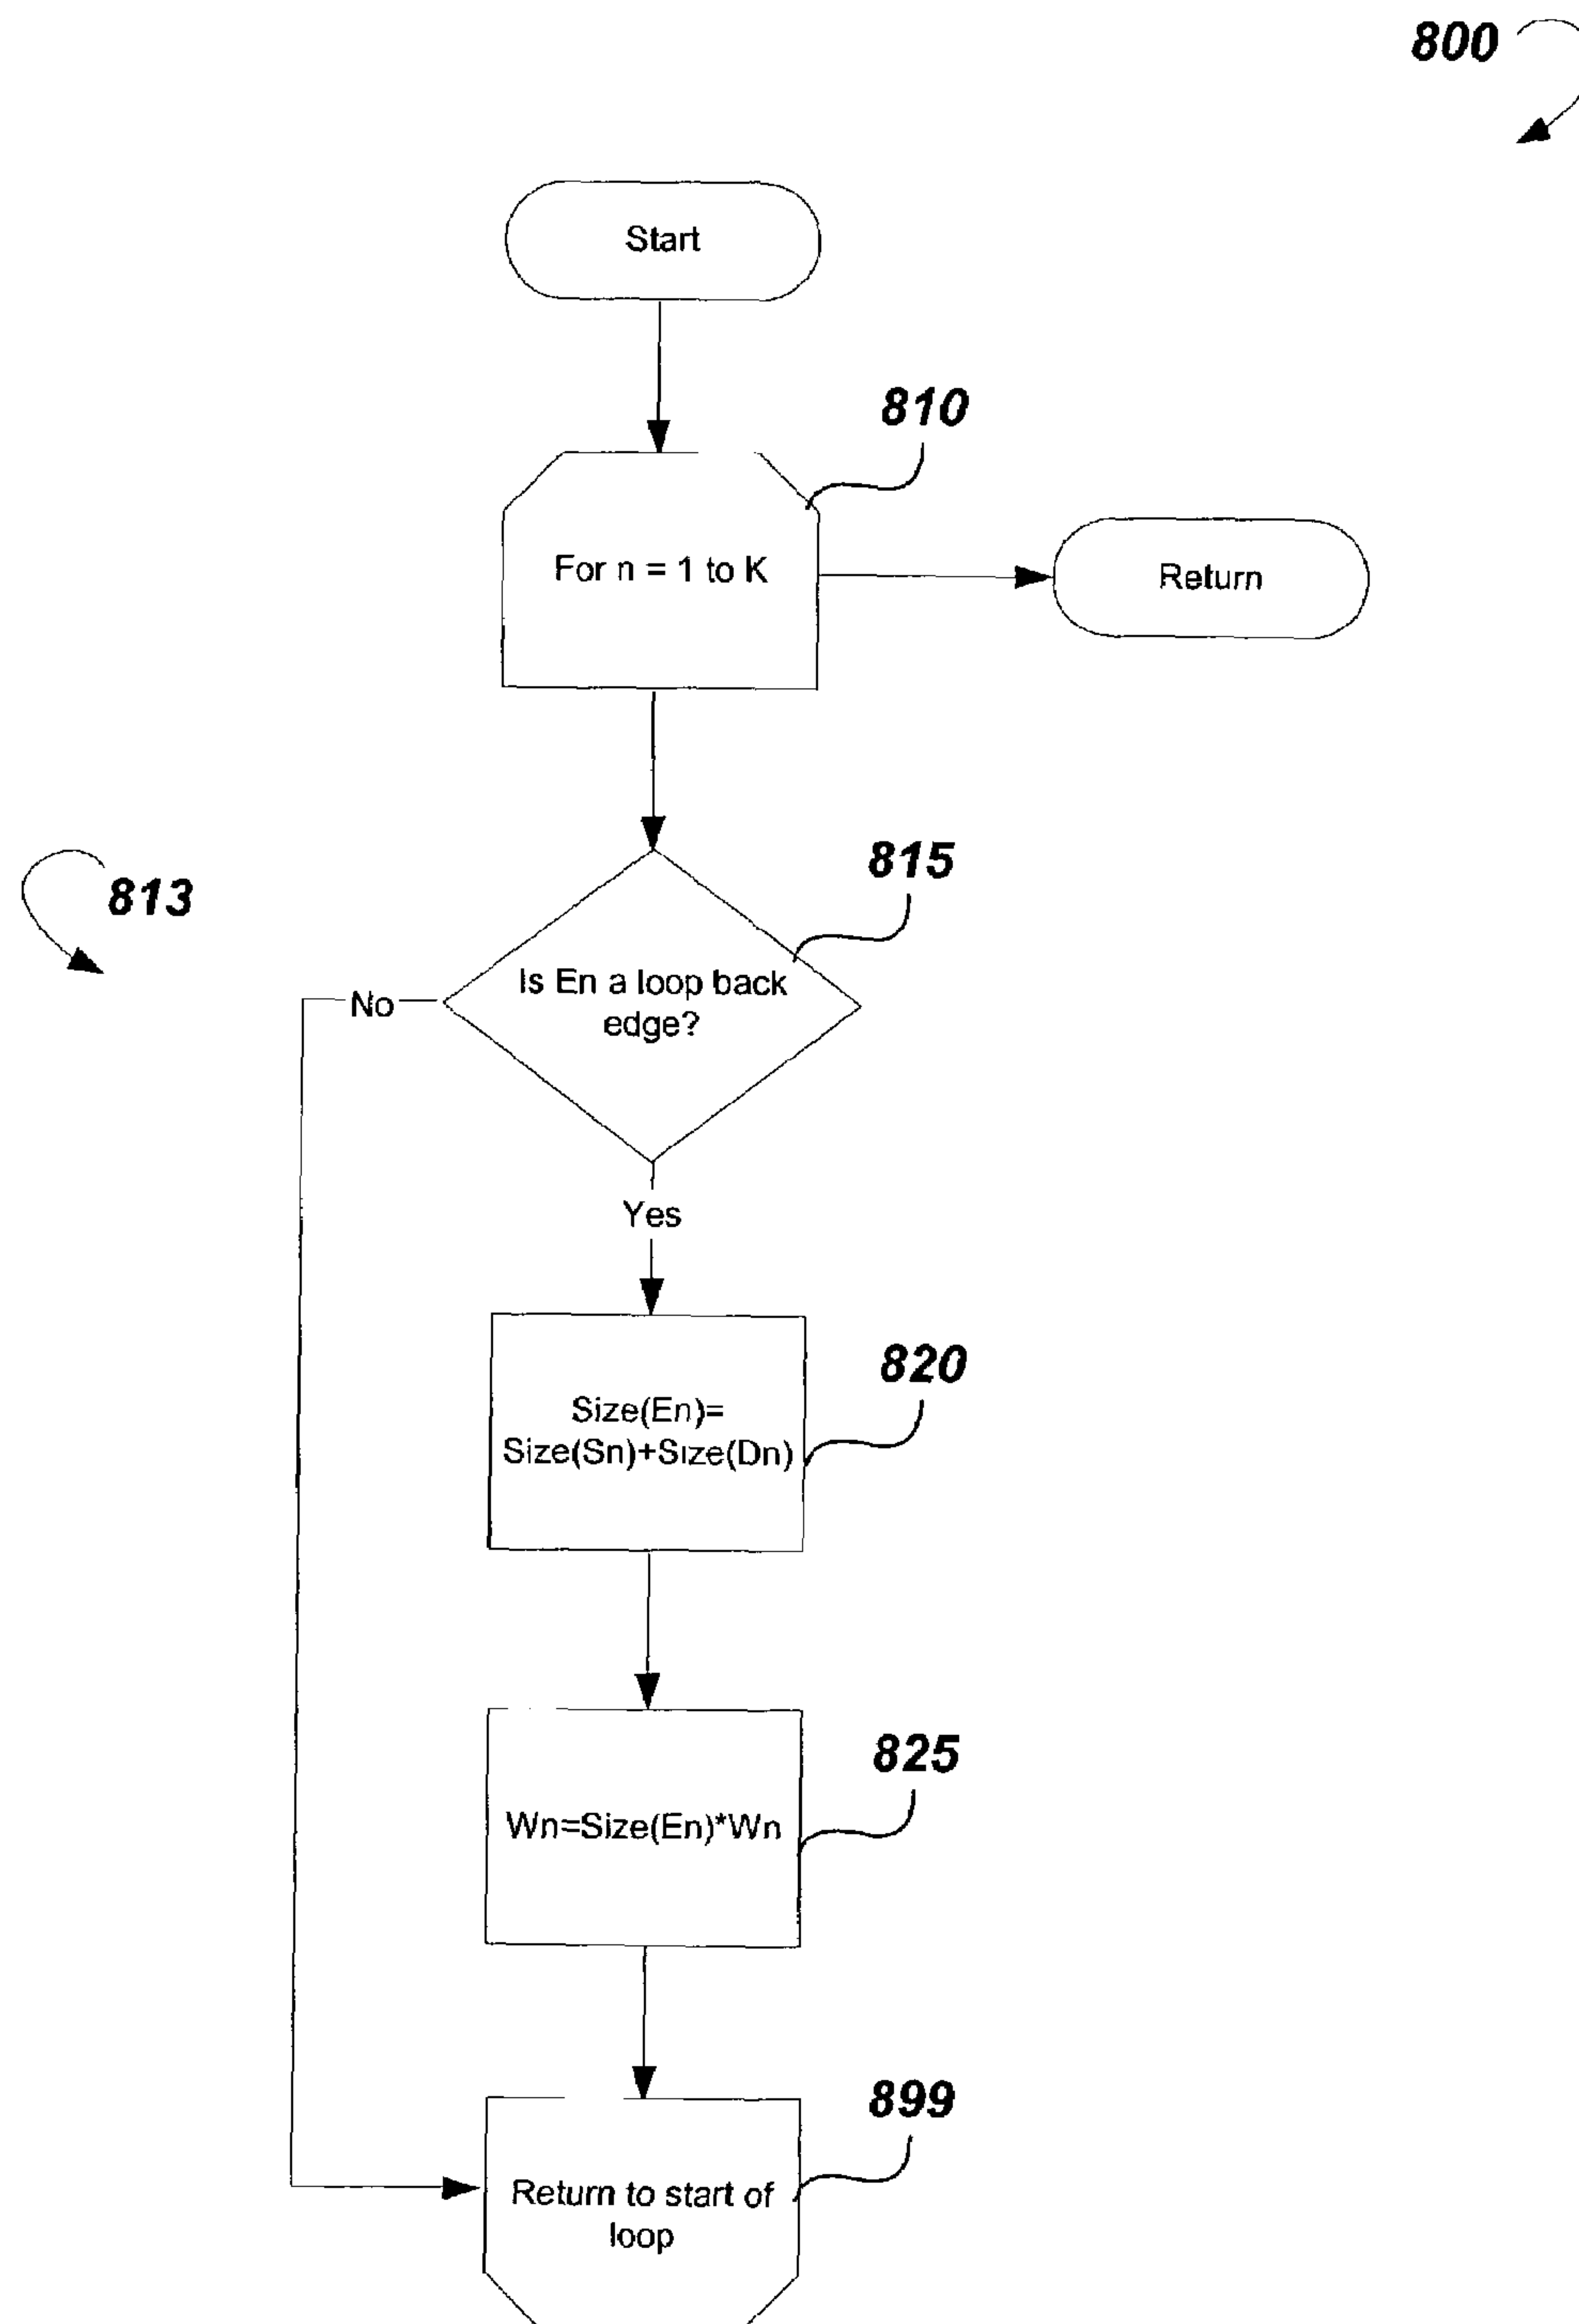 800
Start
810
For n = 1 to K
Return
815
813
Is En a loop back
edge?
No
Yes
820
Size(En)=
Size(Sn)+Size(Dn)
825
Wn=Size(En)*Wn
899
Return to start of
loop